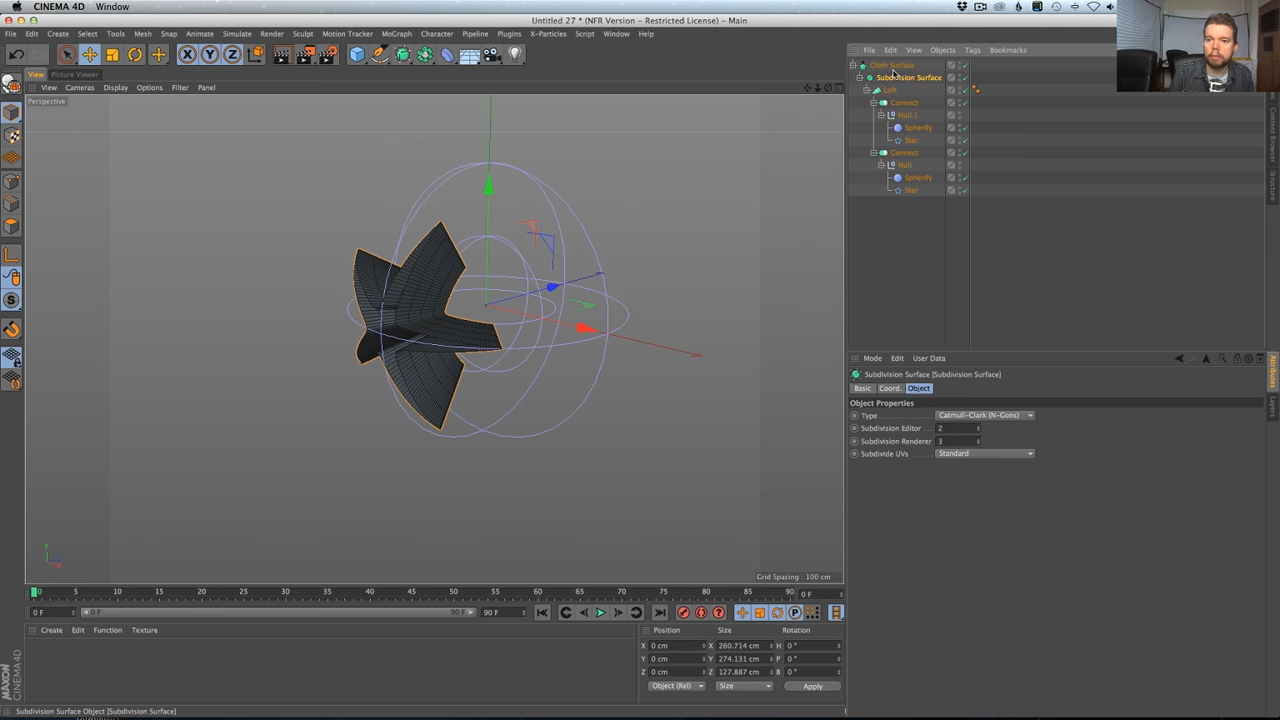 CINEMA 4D Window
Untitled 27 * (NFR Version - Restricted License) - Main
File Edit Create Select Tools Mesh Snap Animate Simulate Render Sculpt Motion Tracker MoGraph Character Pipeline Plugins X-Particles Script Window Help
X Y Z
File Edit View Objects Tags Bookmarks
View Picture Viewer
View Cameras Display Options Filter Panel
Perspective
Cloth Surface
Subdivision Surface
Loft
Connect
Null.1
Spherify
Star
Connect
Null
Spherify
Star
Content Browser
Structure
Mode Edit User Data
Subdivision Surface [Subdivision Surface]
Basic Coord. Object
Object Properties
Type Catmull-Clark (N-Gons)
Subdivision Editor 2
Subdivision Renderer 3
Subdivide UVs Standard
Attributes
Layers
Y
X
Grid Spacing : 100 cm
0 5 10 15 20 25 30 35 40 45 50 55 60 65 70 75 80 85 90 0 F
0 F 0 F 90 F 90 F
Create Edit Function Texture
Position Size Rotation
X 0 cm X 260.714 cm H 0 °
Y 0 cm Y 274.131 cm P 0 °
Z 0 cm Z 127.887 cm B 0 °
Object (Rel) Size Apply
MAXON
CINEMA 4D
Subdivision Surface Object [Subdivision Surface]